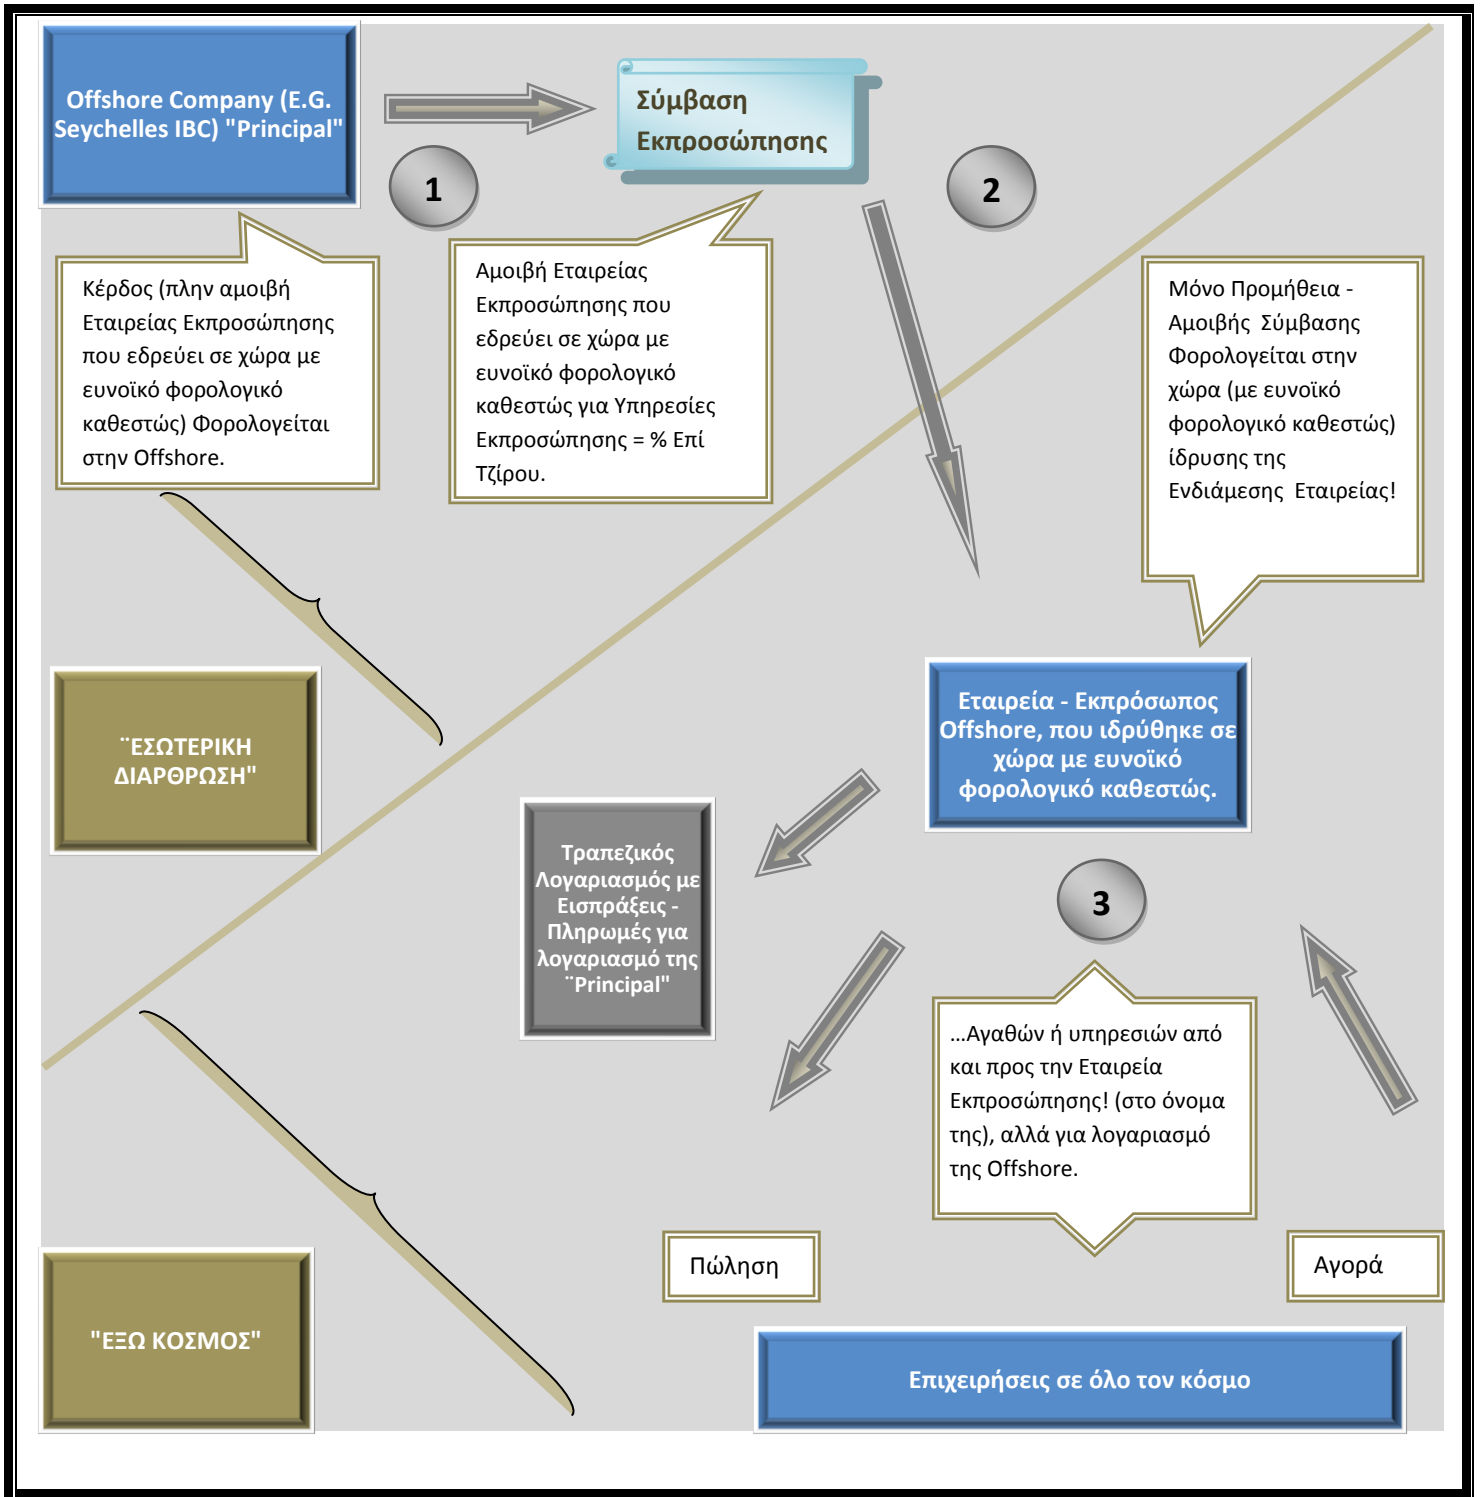 Offshore Company (E.G.
Seychelles IBC) "Principal"
Σύμβαση
Εκπροσώπησης
1
2
Κέρδος (πλην αμοιβή
Εταιρείας Εκπροσώπησης
που εδρεύει σε χώρα με
ευνοϊκό φορολογικό
καθεστώς) Φορολογείται
στην Offshore.
Αμοιβή Εταιρείας
Εκπροσώπησης που
εδρεύει σε χώρα με
ευνοϊκό φορολογικό
καθεστώς για Υπηρεσίες
Εκπροσώπησης = % Επί
Τζίρου.
Μόνο Προμήθεια -
Αμοιβής Σύμβασης
Φορολογείται στην
χώρα (με ευνοϊκό
φορολογικό καθεστώς)
ίδρυσης της
Ενδιάμεσης Εταιρείας!
¨ΕΣΩΤΕΡΙΚΗ
ΔΙΑΡΘΡΩΣΗ"
Εταιρεία - Εκπρόσωπος
Offshore, που ιδρύθηκε σε
χώρα με ευνοϊκό
φορολογικό καθεστώς.
Τραπεζικός
Λογαριασμός με
Εισπράξεις -
Πληρωμές για
λογαριασμό της
¨Principal"
3
...Αγαθών ή υπηρεσιών από
και προς την Εταιρεία
Εκπροσώπησης! (στο όνομα
της), αλλά για λογαριασμό
της Offshore.
Πώληση
Αγορά
"ΕΞΩ ΚΟΣΜΟΣ"
Επιχειρήσεις σε όλο τον κόσμο